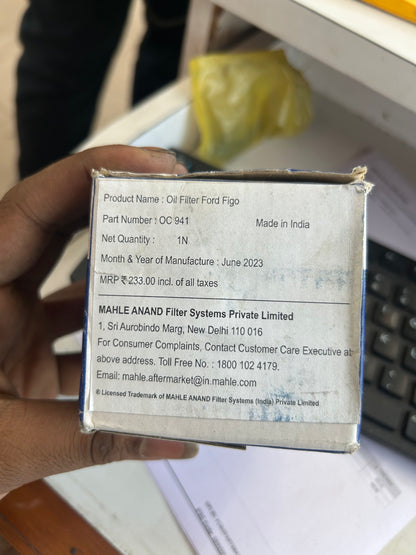 Product Name : Oil Filter Ford Figo
Part Number : OC 941 Made in India
Net Quantity : 1N
Month & Year of Manufacture : June 2023
MRP ₹ 233.00 incl. of all taxes
MAHLE ANAND Filter Systems Private Limited
1, Sri Aurobindo Marg, New Delhi 110 016
For Consumer Complaints, Contact Customer Care Executive at
above address. Toll Free No. : 1800 102 4179.
Email: mahle.aftermarket@in.mahle.com
® Licensed Trademark of MAHLE ANAND Filter Systems (India) Private Limited